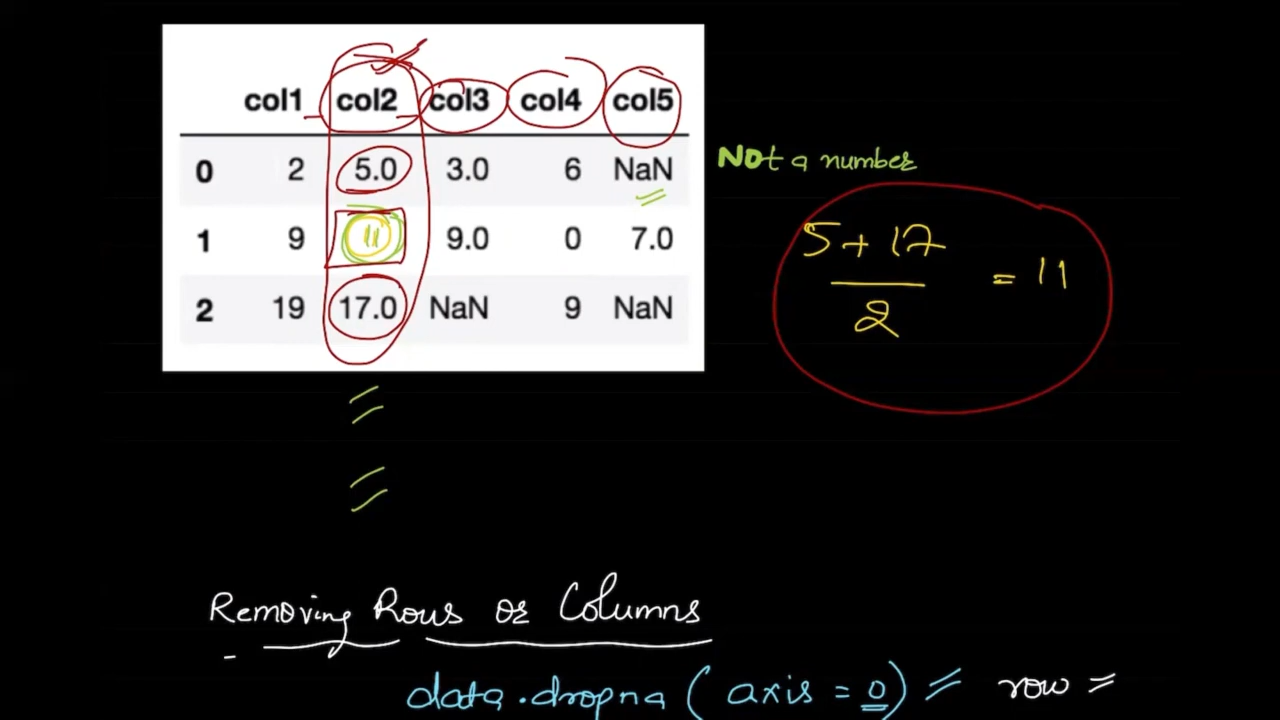 col1 col2 col3 col4 col5
0 2 5.0 3.0 6 NaN
Not a number
1 9 11 9.0 0 7.0
5+17
2
= 11
2 19 17.0 NaN 9 NaN
Removing Rows or Columns
data.dropna ( axis = 0 ) row =